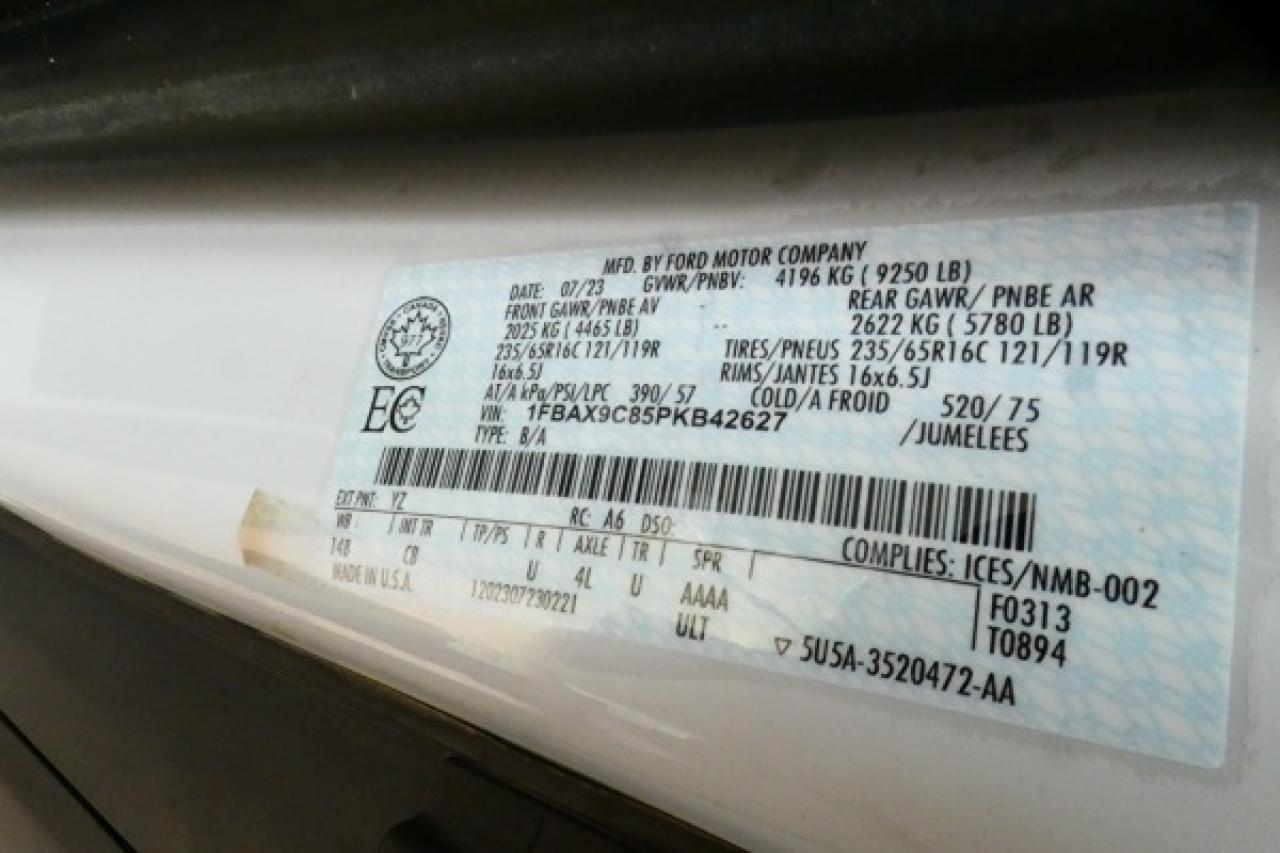 MFD. BY FORD MOTOR COMPANY
DATE: 07/23 GVWR/PNBV: 4196 KG ( 9250 LB)
FRONT GAWR/PNBE AV REAR GAWR/ PNBE AR
2025 KG ( 4465 LB) 2622 KG ( 5780 LB)
235/65R16C 121/119R TIRES/PNEUS 235/65R16C 121/119R
16x6.5J RIMS/JANTES 16x6.5J
AT/A kPa/PSI/LPC 390/ 57 COLD/A FROID 520/ 75
VIN: 1FBAX9C85PKB42627 /JUMELEES
TYPE: B/A
977
CANADA
EC
EXT PNT: YZ RC: A6 DSO:
WB INT TR TP/PS R AXLE TR SPR COMPLIES: ICES/NMB-002
148 CB U 4L U AAAA F0313
MADE IN U.S.A. 1202307230221 ULT T0894
5U5A-3520472-AA